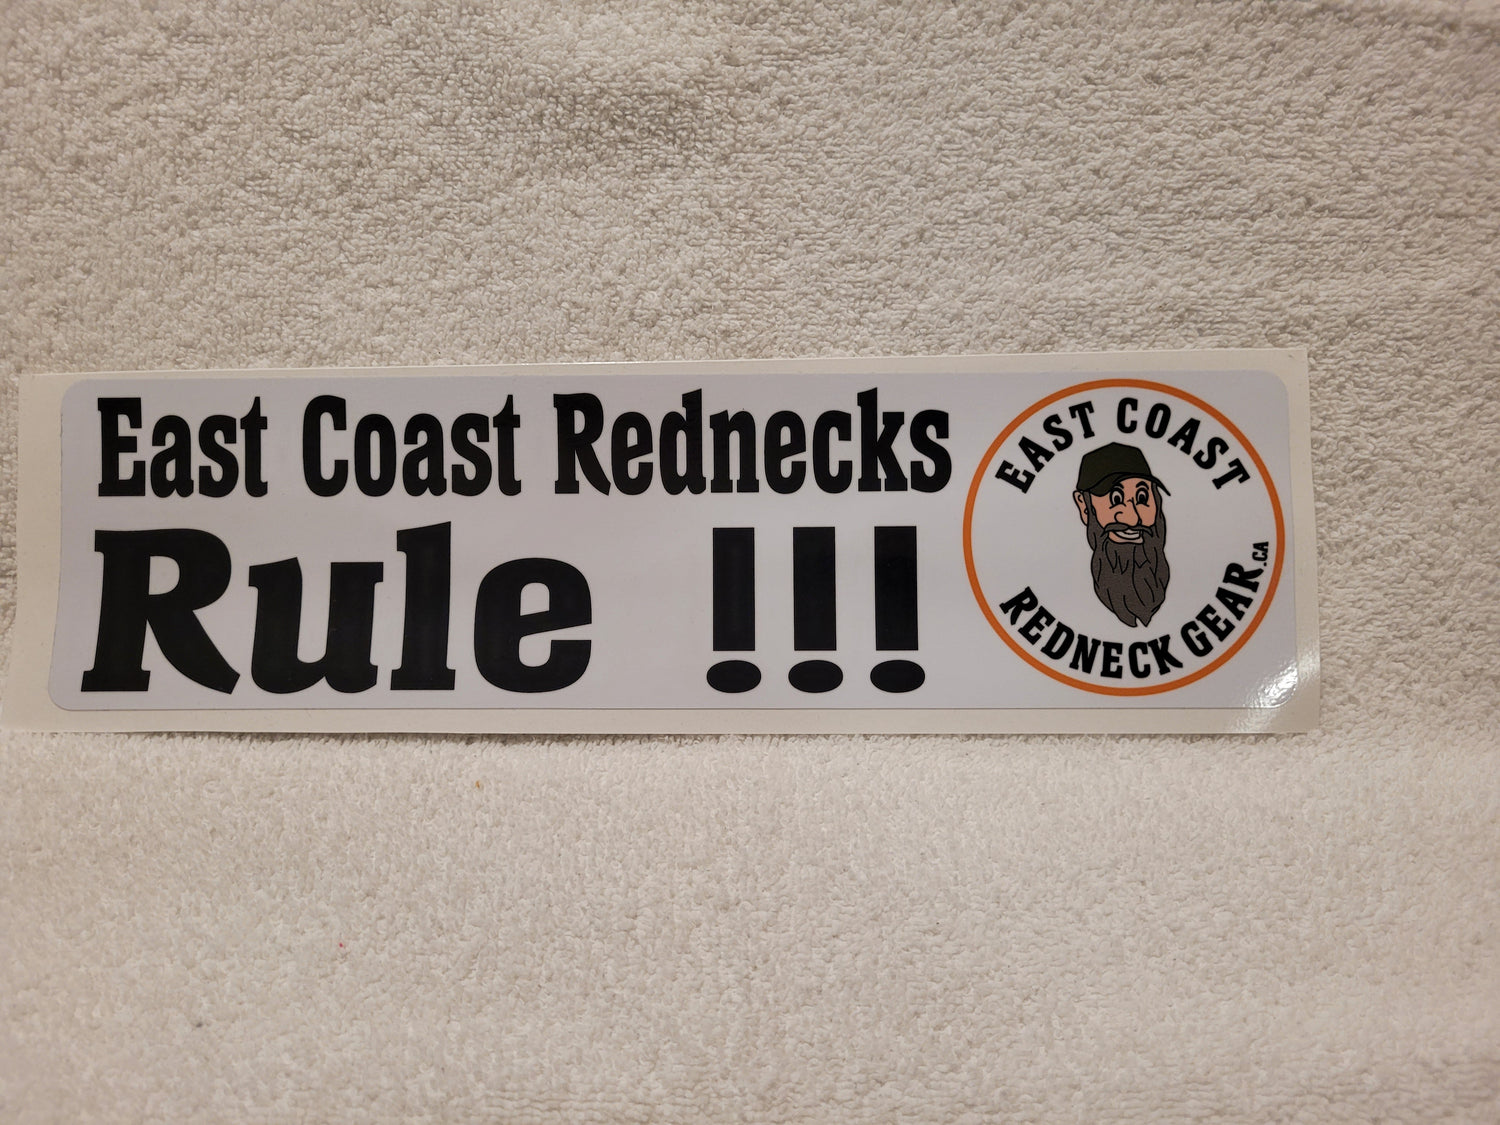 East Coast Rednecks
Rule !!!
EAST COAST
REDNECK GEAR.CA